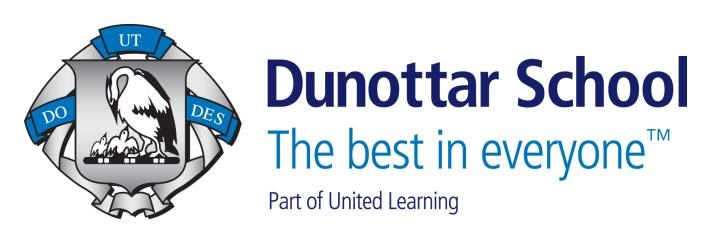 DO UT DES
Dunottar School
The best in everyone™
Part of United Learning